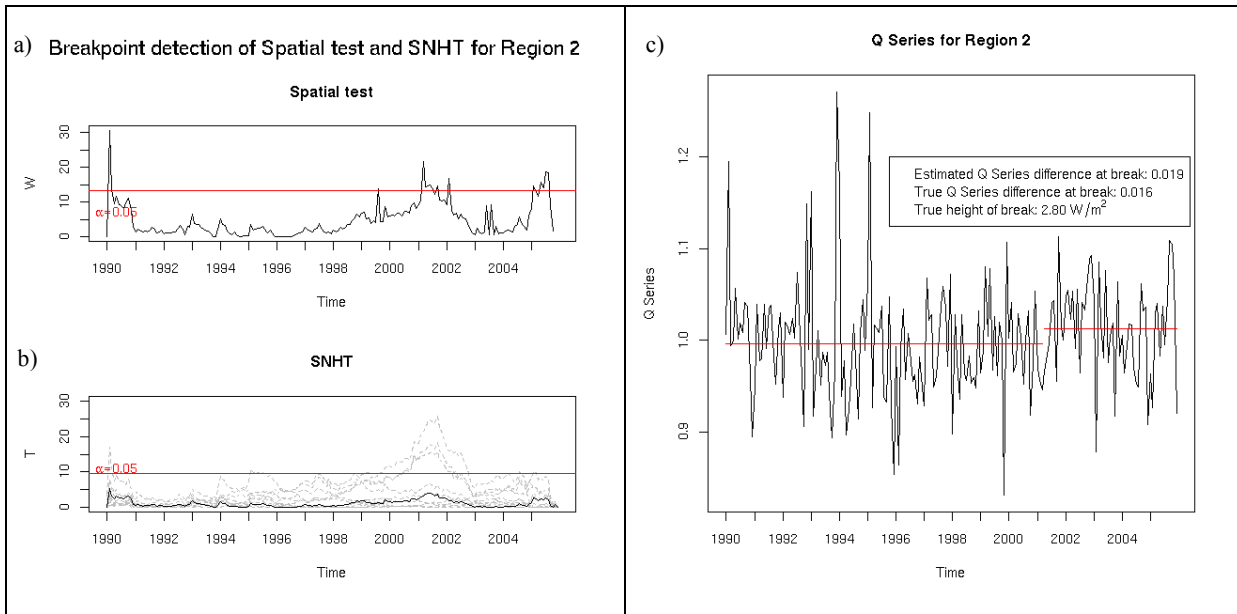 a) Breakpoint detection of Spatial test and SNHT for Region 2
Spatial test
W
0 10 20 30
α=0.05
1990 1992 1994 1996 1998 2000 2002 2004
Time
b)
SNHT
T
0 10 20 30
α=0.05
1990 1992 1994 1996 1998 2000 2002 2004
Time
c)
Q Series for Region 2
Q Series
0.9 1.0 1.1 1.2
Estimated Q Series difference at break: 0.019
True Q Series difference at break: 0.016
True height of break: 2.80 W/m²
1990 1992 1994 1996 1998 2000 2002 2004
Time